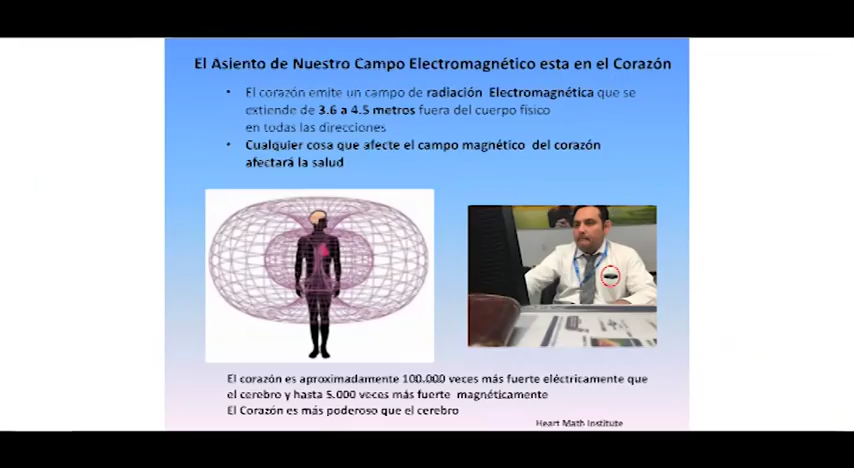 El Asiento de Nuestro Campo Electromagnético esta en el Corazón
• El corazón emite un campo de radiación Electromagnética que se
extiende de 3.6 a 4.5 metros fuera del cuerpo físico
en todas las direcciones
• Cualquier cosa que afecte el campo magnético del corazón
afectará la salud
El corazón es aproximadamente 100.000 veces más fuerte eléctricamente que
el cerebro y hasta 5.000 veces más fuerte magnéticamente
El Corazón es más poderoso que el cerebro
Heart Math Institute